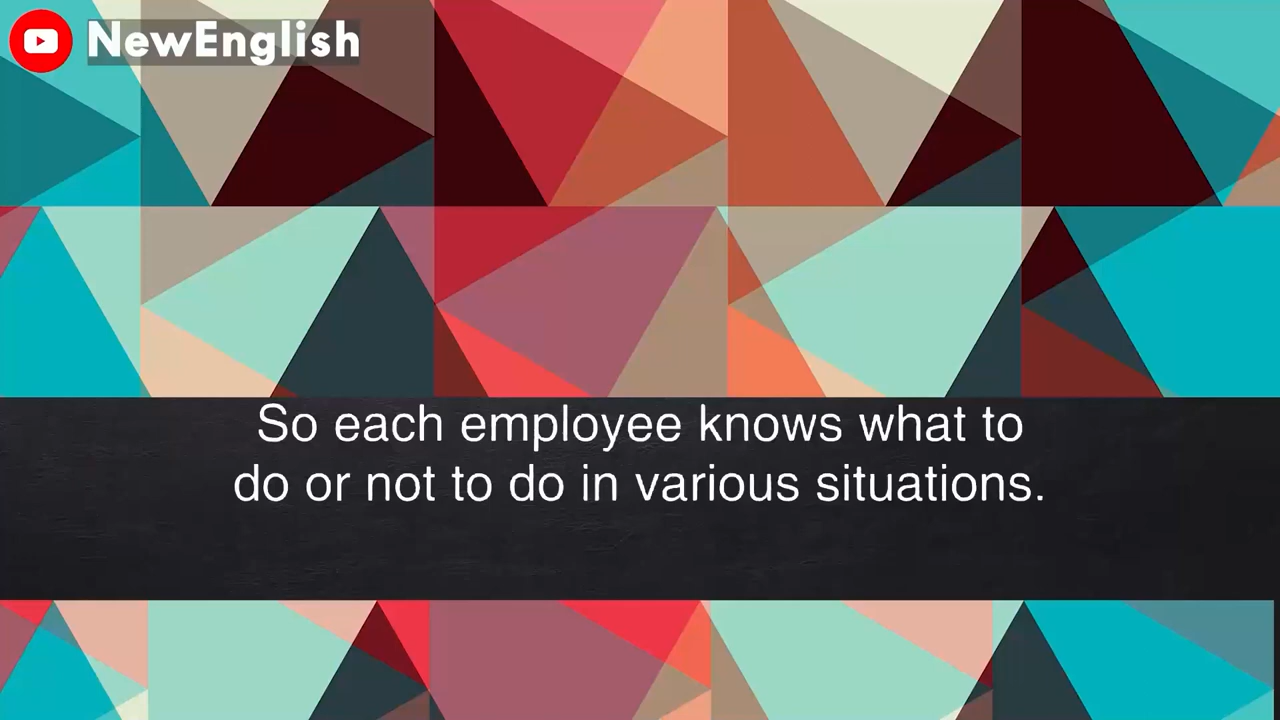 NewEnglish
So each employee knows what to
do or not to do in various situations.